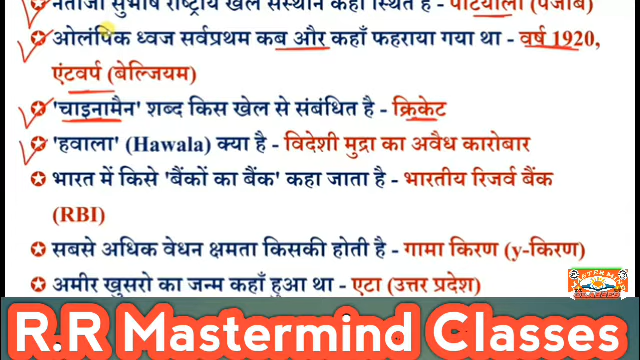 नेताजी सुभाष राष्ट्रीय खेल संस्थान कहाँ स्थित है - पटियाला (पंजाब)
ओलंपिक ध्वज सर्वप्रथम कब और कहाँ फहराया गया था - वर्ष 1920,
एंटवर्प (बेल्जियम)
'चाइनामैन' शब्द किस खेल से संबंधित है - क्रिकेट
'हवाला' (Hawala) क्या है - विदेशी मुद्रा का अवैध कारोबार
भारत में किसे 'बैंकों का बैंक' कहा जाता है - भारतीय रिजर्व बैंक
(RBI)
सबसे अधिक वेधन क्षमता किसकी होती है - गामा किरण (y-किरण)
अमीर खुसरो का जन्म कहाँ हुआ था - एटा (उत्तर प्रदेश)
R.R Mastermind Classes